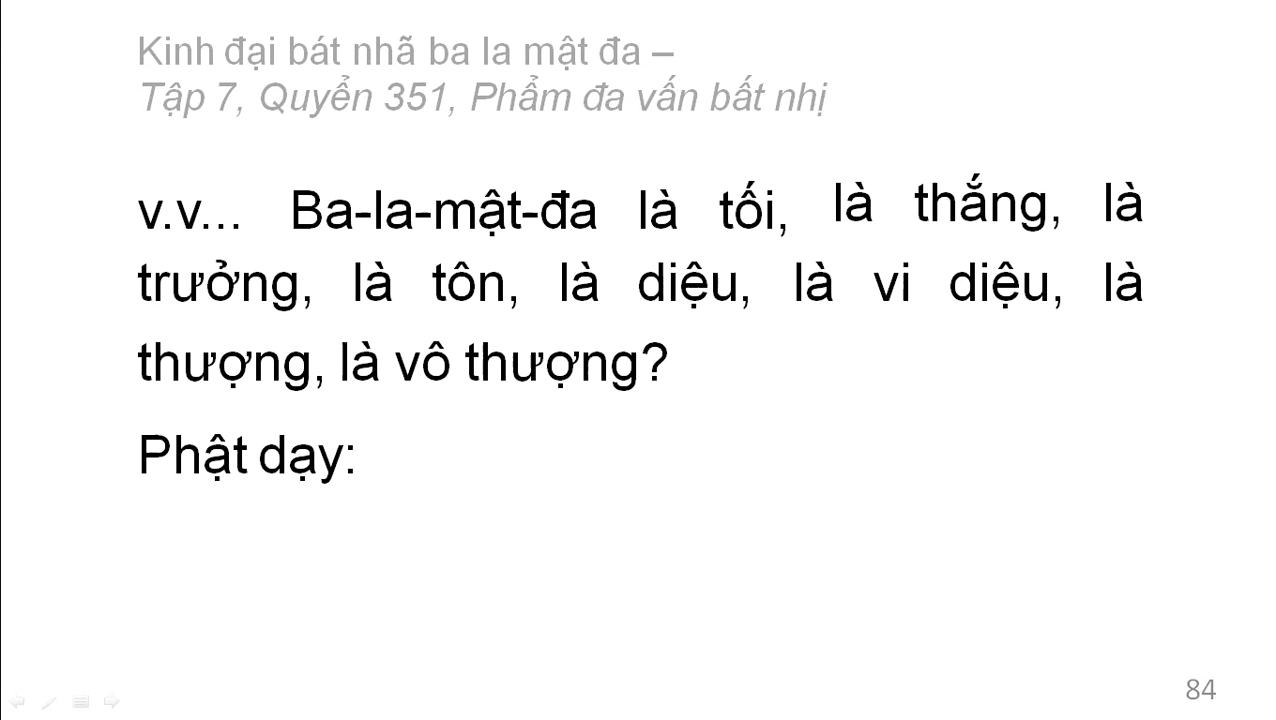 Kinh đại bát nhã ba la mật đa –
Tập 7, Quyển 351, Phẩm đa vấn bất nhị
v.v... Ba-la-mật-đa là tối, là thắng, là
trưởng, là tôn, là diệu, là vi diệu, là
thượng, là vô thượng?
Phật dạy:
84